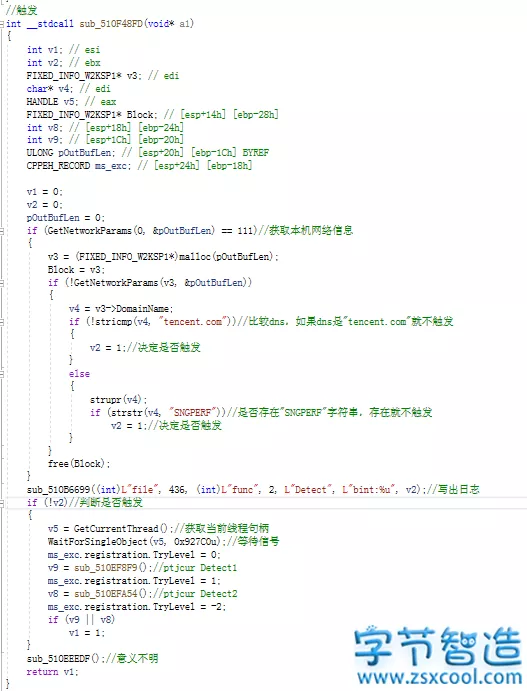 //触发
int __stdcall sub_510F48FD(void* a1)
{
int v1; // esi
int v2; // ebx
FIXED_INFO_W2KSP1* v3; // edi
char* v4; // edi
HANDLE v5; // eax
FIXED_INFO_W2KSP1* Block; // [esp+14h] [ebp-28h]
int v8; // [esp+18h] [ebp-24h]
int v9; // [esp+1Ch] [ebp-20h]
ULONG pOutBufLen; // [esp+20h] [ebp-1Ch] BYREF
CPPEH_RECORD ms_exc; // [esp+24h] [ebp-18h]
v1 = 0;
v2 = 0;
pOutBufLen = 0;
if (GetNetworkParams(0, &pOutBufLen) == 111)//获取本机网络信息
{
v3 = (FIXED_INFO_W2KSP1*)malloc(pOutBufLen);
Block = v3;
if (!GetNetworkParams(v3, &pOutBufLen))
{
v4 = v3->DomainName;
if (!stricmp(v4, "tencent.com"))//比较dns，如果dns是"tencent.com"就不触发
{
v2 = 1;//决定是否触发
}
else
{
strupr(v4);
if (strstr(v4, "SNGPERF"))//是否存在"SNGPERF"字符串，存在就不触发
v2 = 1;//决定是否触发
}
}
free(Block);
}
sub_510B6699((int)L"file", 436, (int)L"func", 2, L"Detect", L"bint:%u", v2);//写出日志
if (!v2)//判断是否触发
{
v5 = GetCurrentThread();//获取当前线程句柄
WaitForSingleObject(v5, 0x927C0u);//等待信号
ms_exc.registration.TryLevel = 0;
v9 = sub_510EF8F9();//ptjcur Detect1
ms_exc.registration.TryLevel = 1;
v8 = sub_510EFA54();//ptjcur Detect2
ms_exc.registration.TryLevel = -2;
if (v9 || v8)
v1 = 1;
}
sub_510EEEDF();//意义不明
return v1;
}
字节智造
www.zsxcool.com